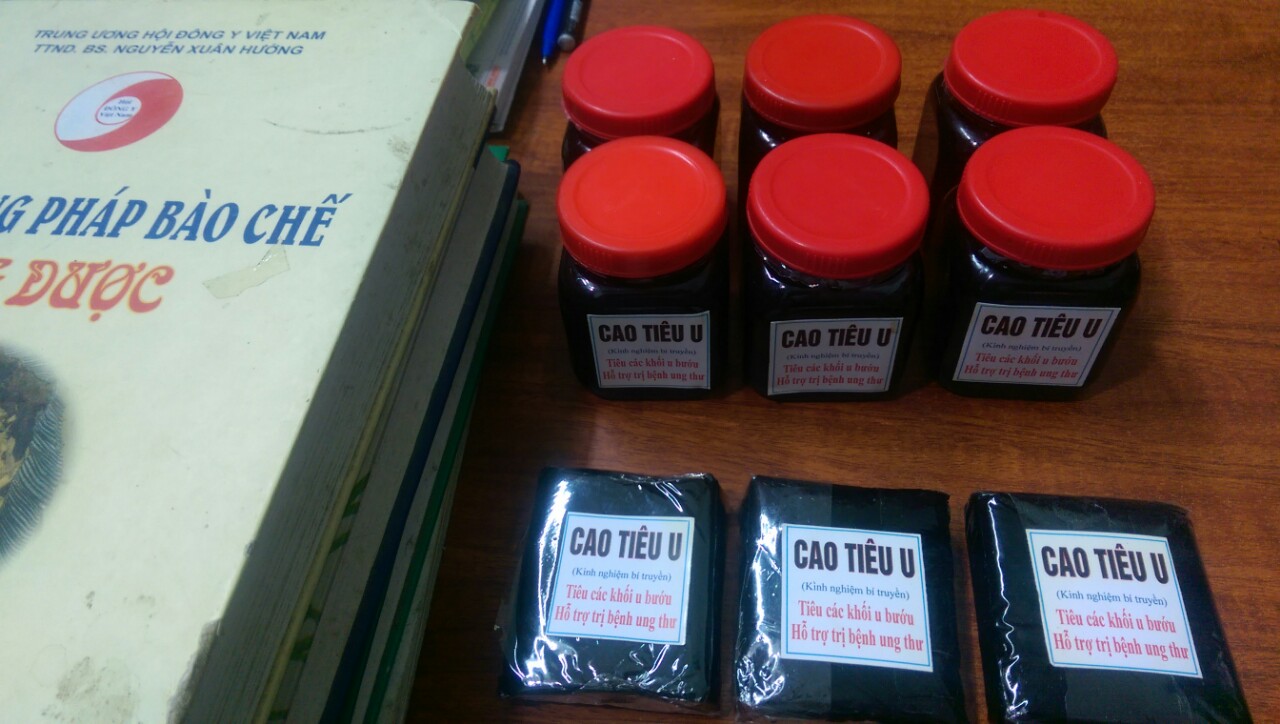 TRUNG ƯƠNG HỘI ĐÔNG Y VIỆT NAM
TTND. BS. NGUYỄN XUÂN HƯỚNG
HỘI
ĐÔNG Y
Việt Nam
PHÁP BÀO CHẾ
DƯỢC
CAO TIÊU U
(Kinh nghiệm bí truyền)
Tiêu các khối u bướu
Hỗ trợ trị bệnh ung thư
CAO TIÊU U
(Kinh nghiệm bí truyền)
Tiêu các khối u bướu
Hỗ trợ trị bệnh ung thư
CAO TIÊU U
(Kinh nghiệm bí truyền)
Tiêu các khối u bướu
Hỗ trợ trị bệnh ung thư
CAO TIÊU U
(Kinh nghiệm bí truyền)
Tiêu các khối u bướu
Hỗ trợ trị bệnh ung thư
CAO TIÊU U
(Kinh nghiệm bí truyền)
Tiêu các khối u bướu
Hỗ trợ trị bệnh ung thư
CAO TIÊU U
(Kinh nghiệm bí truyền)
Tiêu các khối u bướu
Hỗ trợ trị bệnh ung thư